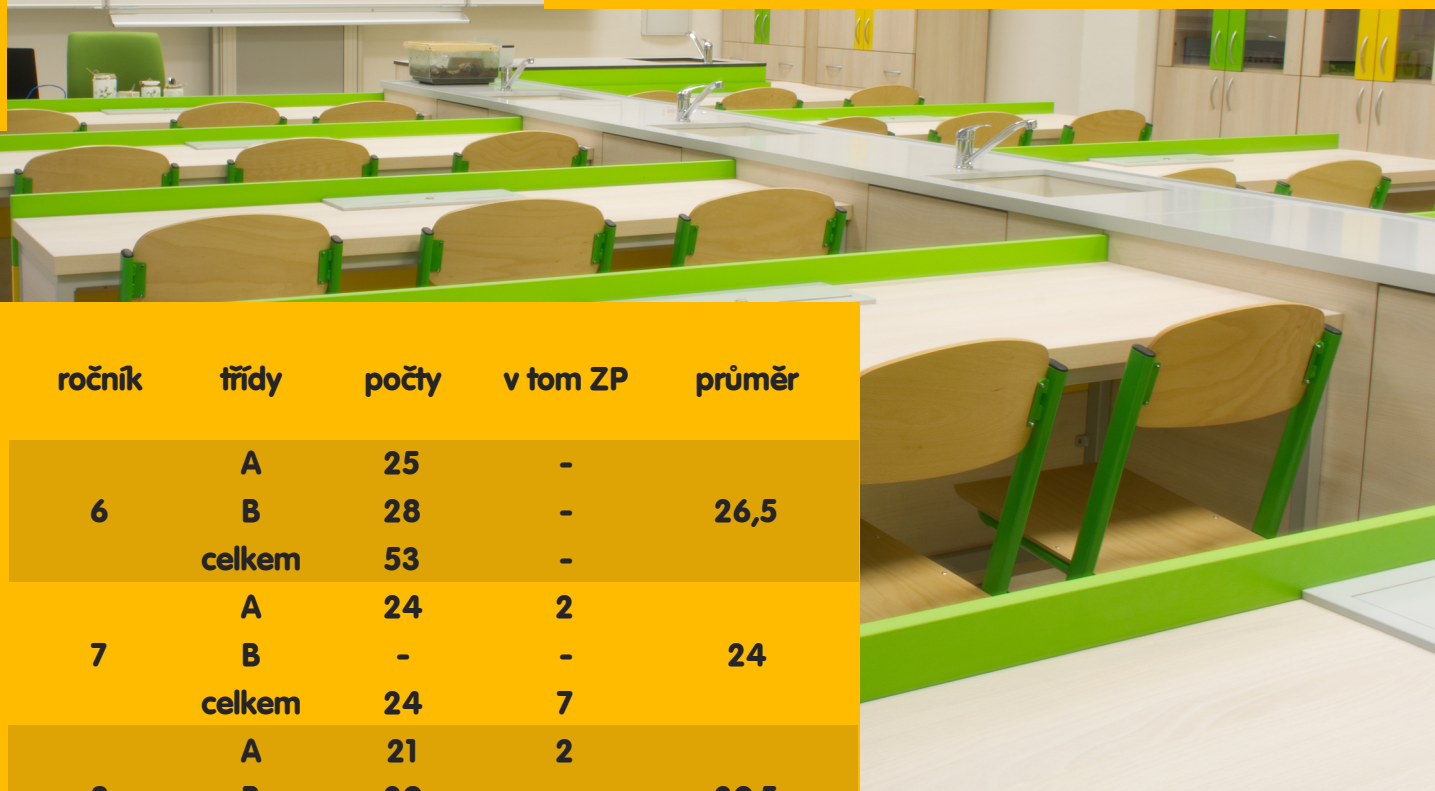 ročník třídy počty v tom ZP průměr
A 25 -
6 B 28 - 26,5
celkem 53 -
A 24 2
7 B - - 24
celkem 24 7
A 21 2